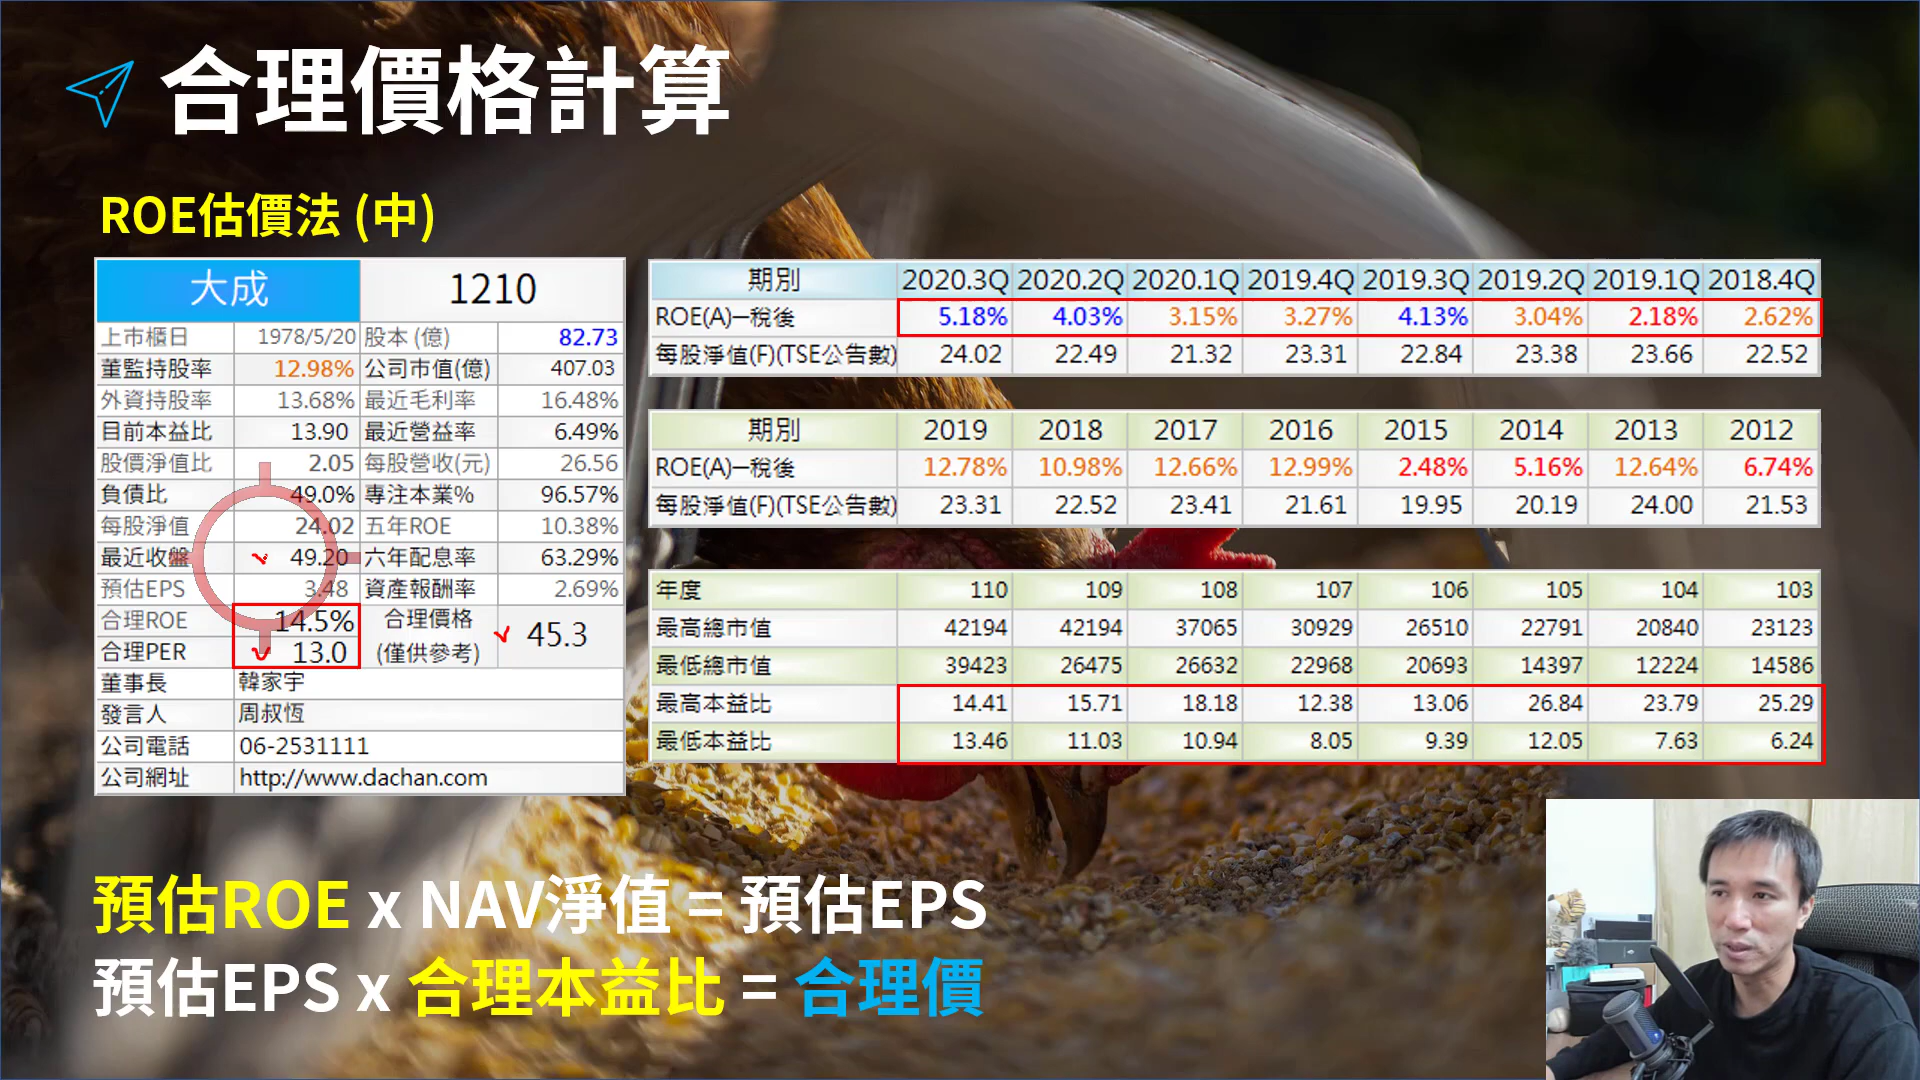 合理價格計算
ROE估價法 (中)
大成 1210
上市櫃日 1978/5/20 股本 (億) 82.73
董監持股率 12.98% 公司市值(億) 407.03
外資持股率 13.68% 最近毛利率 16.48%
目前本益比 13.90 最近營益率 6.49%
股價淨值比 2.05 每股營收(元) 26.56
負債比 49.0% 專注本業% 96.57%
每股淨值 24.02 五年ROE 10.38%
最近收盤 49.20 六年配息率 63.29%
預估EPS 3.48 資產報酬率 2.69%
合理ROE 14.5% 合理價格
合理PER 13.0 (僅供參考) 45.3
董事長 韓家宇
發言人 周叔恆
公司電話 06-2531111
公司網址 http://www.dachan.com
期別 2020.3Q 2020.2Q 2020.1Q 2019.4Q 2019.3Q 2019.2Q 2019.1Q 2018.4Q
ROE(A)─稅後 5.18% 4.03% 3.15% 3.27% 4.13% 3.04% 2.18% 2.62%
每股淨值(F)(TSE公告數) 24.02 22.49 21.32 23.31 22.84 23.38 23.66 22.52
期別 2019 2018 2017 2016 2015 2014 2013 2012
ROE(A)─稅後 12.78% 10.98% 12.66% 12.99% 2.48% 5.16% 12.64% 6.74%
每股淨值(F)(TSE公告數) 23.31 22.52 23.41 21.61 19.95 20.19 24.00 21.53
年度 110 109 108 107 106 105 104 103
最高總市值 42194 42194 37065 30929 26510 22791 20840 23123
最低總市值 39423 26475 26632 22968 20693 14397 12224 14586
最高本益比 14.41 15.71 18.18 12.38 13.06 26.84 23.79 25.29
最低本益比 13.46 11.03 10.94 8.05 9.39 12.05 7.63 6.24
預估ROE x NAV淨值 = 預估EPS
預估EPS x 合理本益比 = 合理價